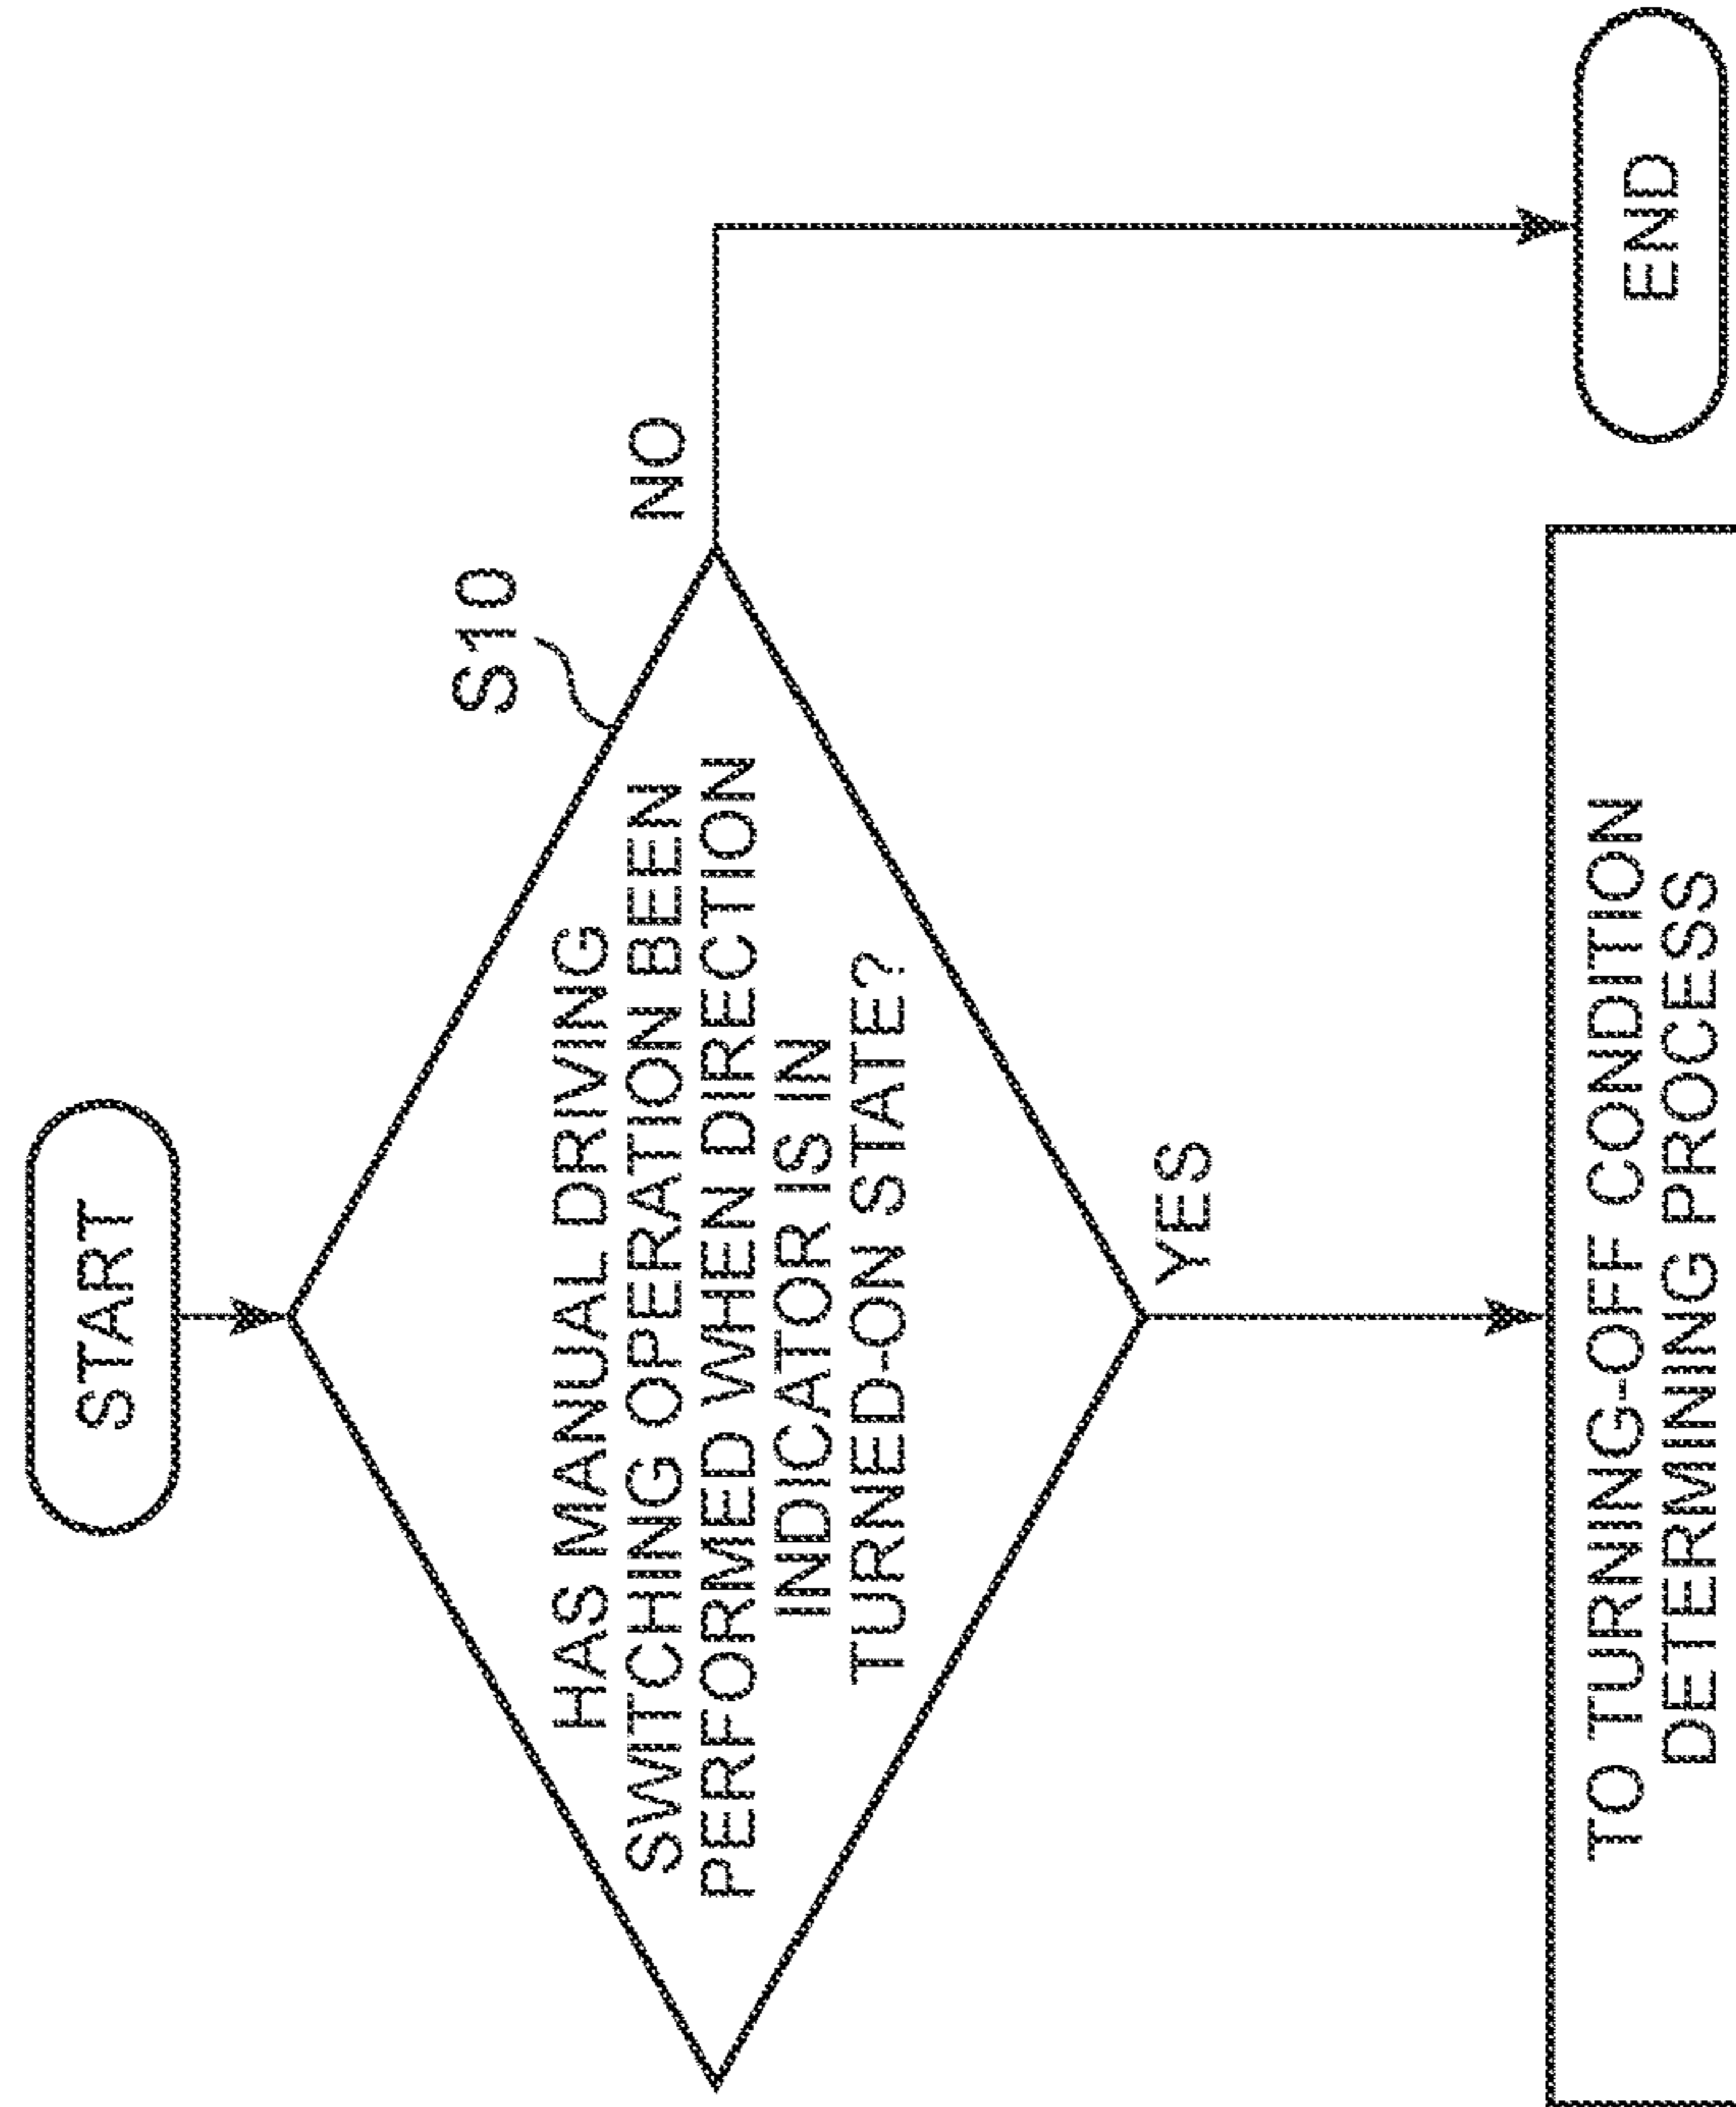 START
S10
HAS MANUAL DRIVING
SWITCHING OPERATION BEEN
PERFORMED WHEN DIRECTION
INDICATOR IS IN
TURNED-ON STATE?
NO
YES
TO TURNING-OFF CONDITION
DETERMINING PROCESS
END